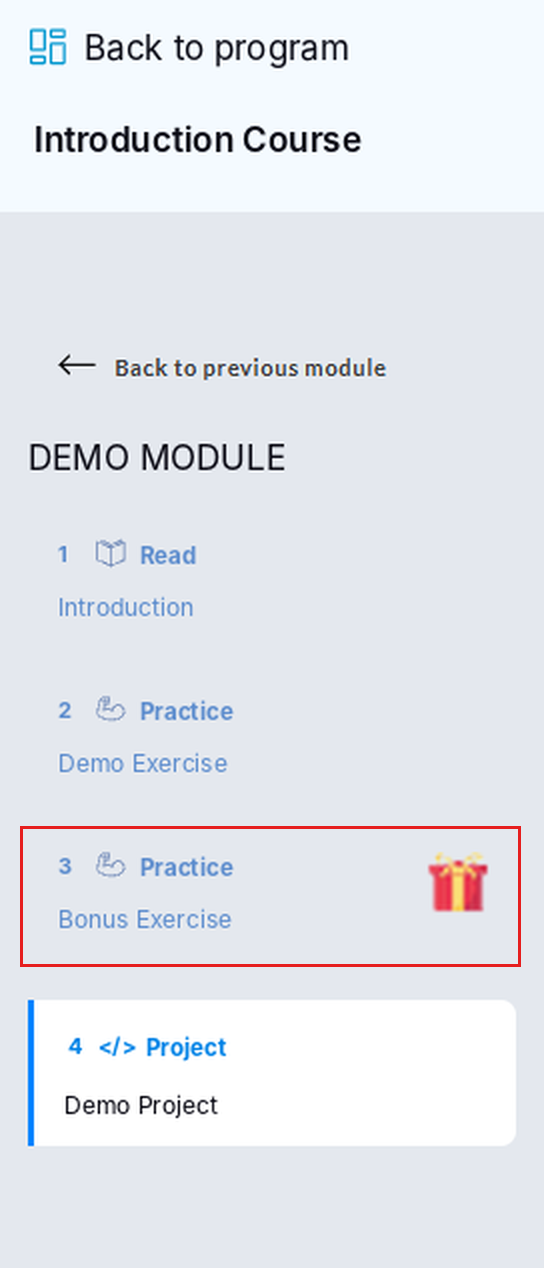 Back to program
Introduction Course
Back to previous module
DEMO MODULE
1 Read
Introduction
2 Practice
Demo Exercise
3 Practice
Bonus Exercise
4 </> Project
Demo Project